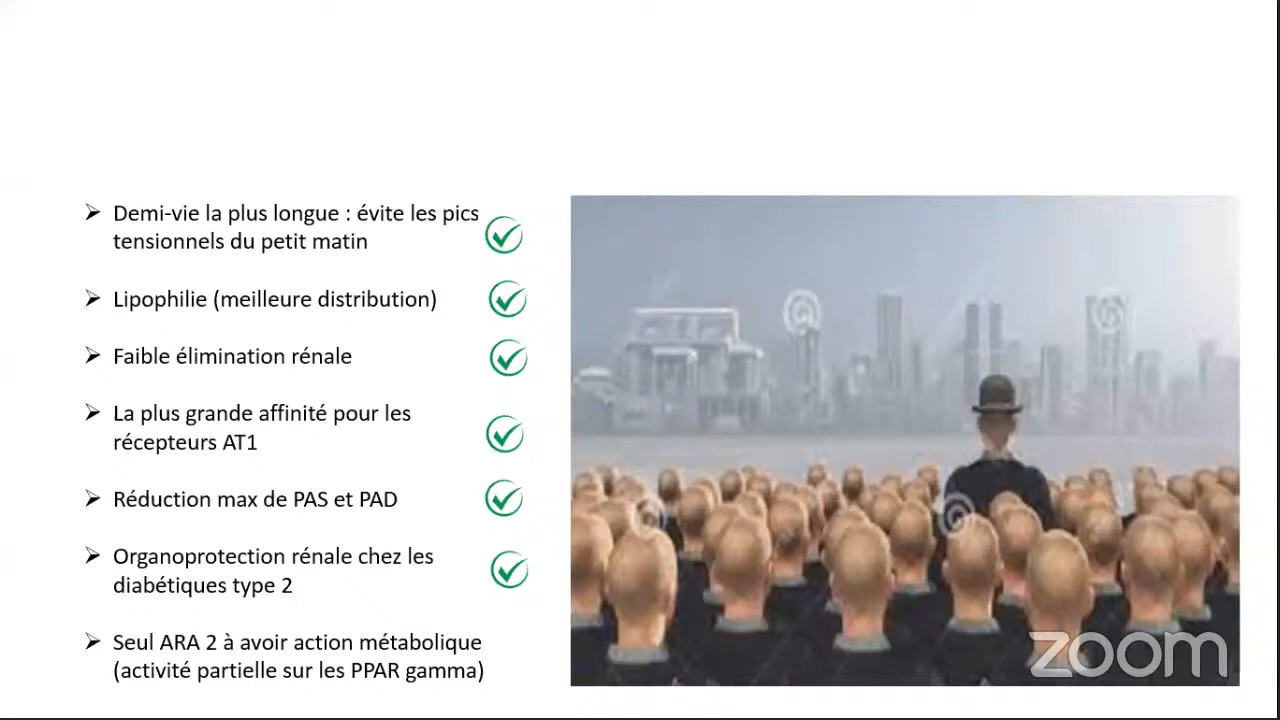 Demi-vie la plus longue : évite les pics
tensionnels du petit matin
Lipophilie (meilleure distribution)
Faible élimination rénale
La plus grande affinité pour les
récepteurs AT1
Réduction max de PAS et PAD
Organoprotection rénale chez les
diabétiques type 2
Seul ARA 2 à avoir action métabolique
(activité partielle sur les PPAR gamma)
zoom